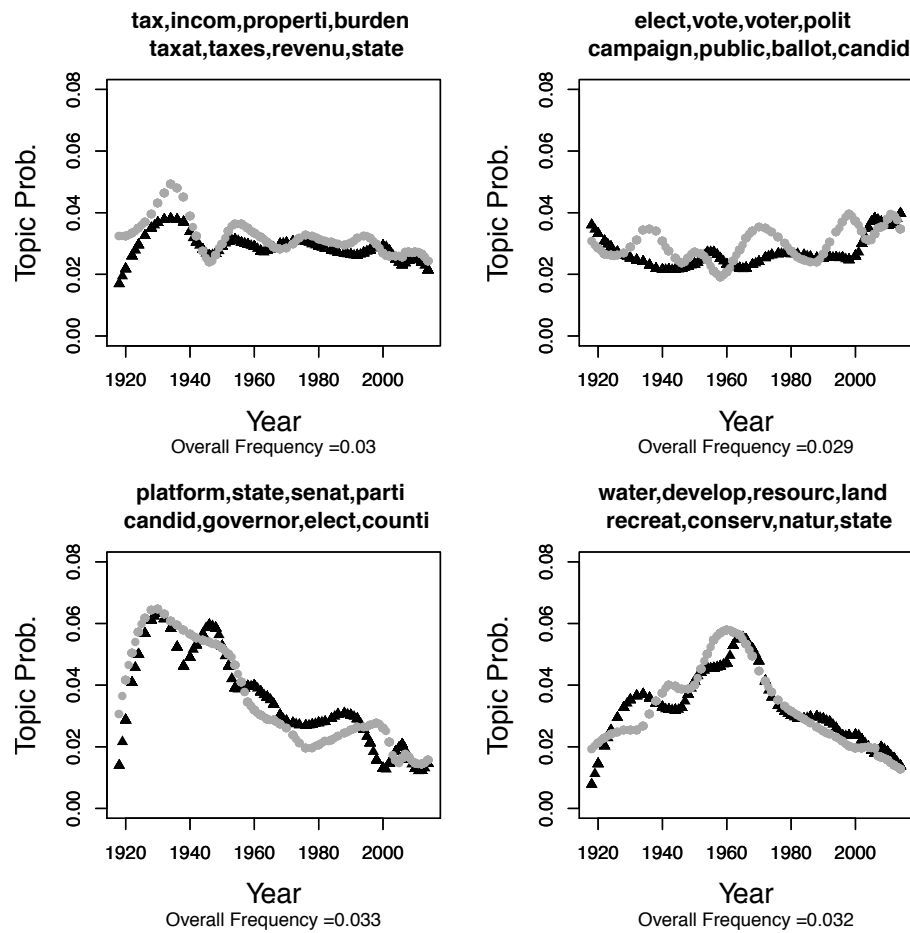 tax,incom,properti,burden
taxat,taxes,revenu,state
Topic Prob.
0.00 0.02 0.04 0.06 0.08
1920 1940 1960 1980 2000
Year
Overall Frequency =0.03
elect,vote,voter,polit
campaign,public,ballot,candid
Topic Prob.
0.00 0.02 0.04 0.06 0.08
1920 1940 1960 1980 2000
Year
Overall Frequency =0.029
platform,state,senat,parti
candid,governor,elect,counti
Topic Prob.
0.00 0.02 0.04 0.06 0.08
1920 1940 1960 1980 2000
Year
Overall Frequency =0.033
water,develop,resourc,land
recreat,conserv,natur,state
Topic Prob.
0.00 0.02 0.04 0.06 0.08
1920 1940 1960 1980 2000
Year
Overall Frequency =0.032